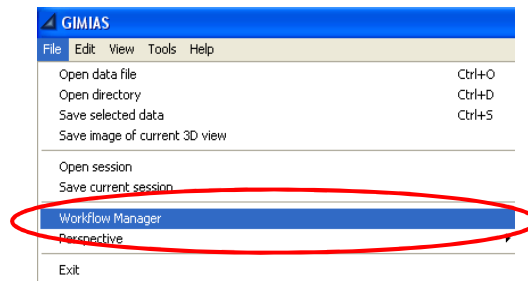 GIMIAS
File Edit View Tools Help
Open data file Ctrl+O
Open directory Ctrl+D
Save selected data Ctrl+S
Save image of current 3D view
Open session
Save current session
Workflow Manager
Perspective
Exit